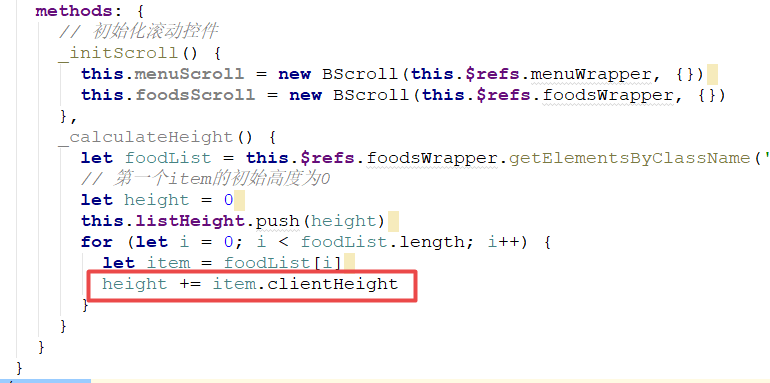 methods: {
// 初始化滚动控件
_initScroll() {
this.menuScroll = new BScroll(this.$refs.menuWrapper, {})
this.foodsScroll = new BScroll(this.$refs.foodsWrapper, {})
},
_calculateHeight() {
let foodList = this.$refs.foodsWrapper.getElementsByClassName('
// 第一个item的初始高度为0
let height = 0
this.listHeight.push(height)
for (let i = 0; i < foodList.length; i++) {
let item = foodList[i]
height += item.clientHeight
}
}
}
}